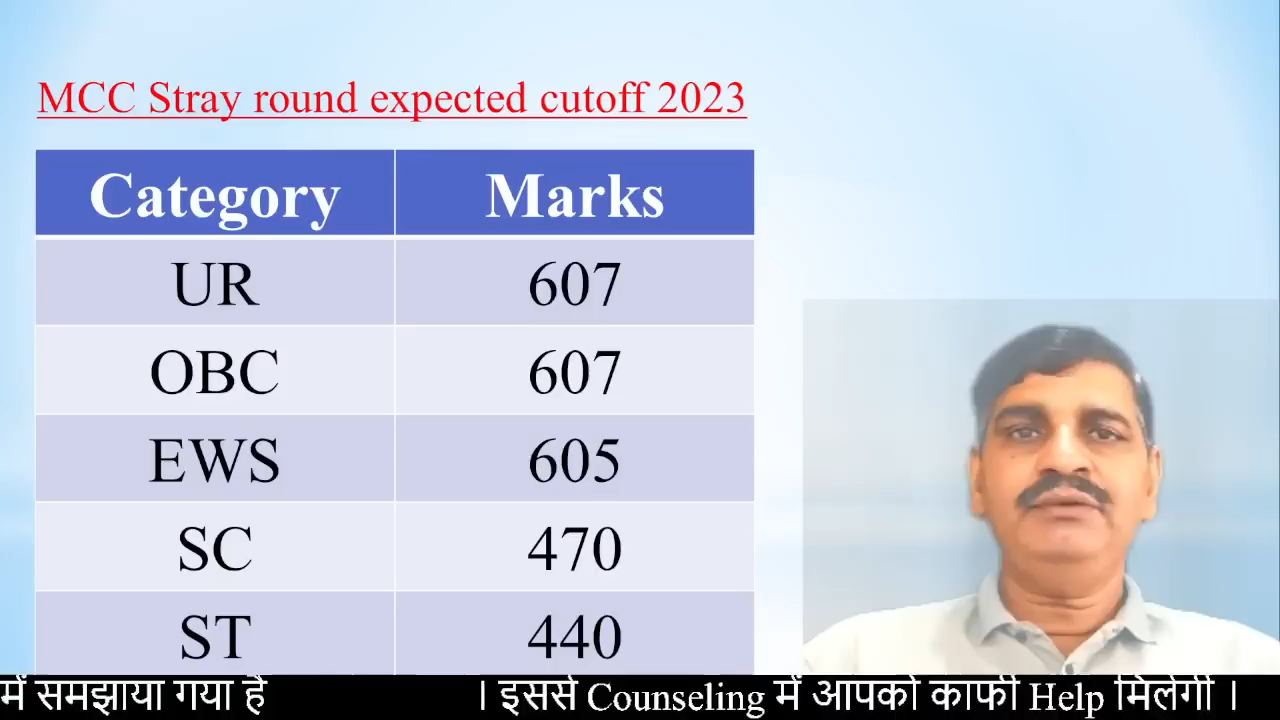 MCC Stray round expected cutoff 2023
Category Marks
UR 607
OBC 607
EWS 605
SC 470
ST 440
में समझाया गया है । इससे Counseling में आपको काफी Help मिलेगी ।